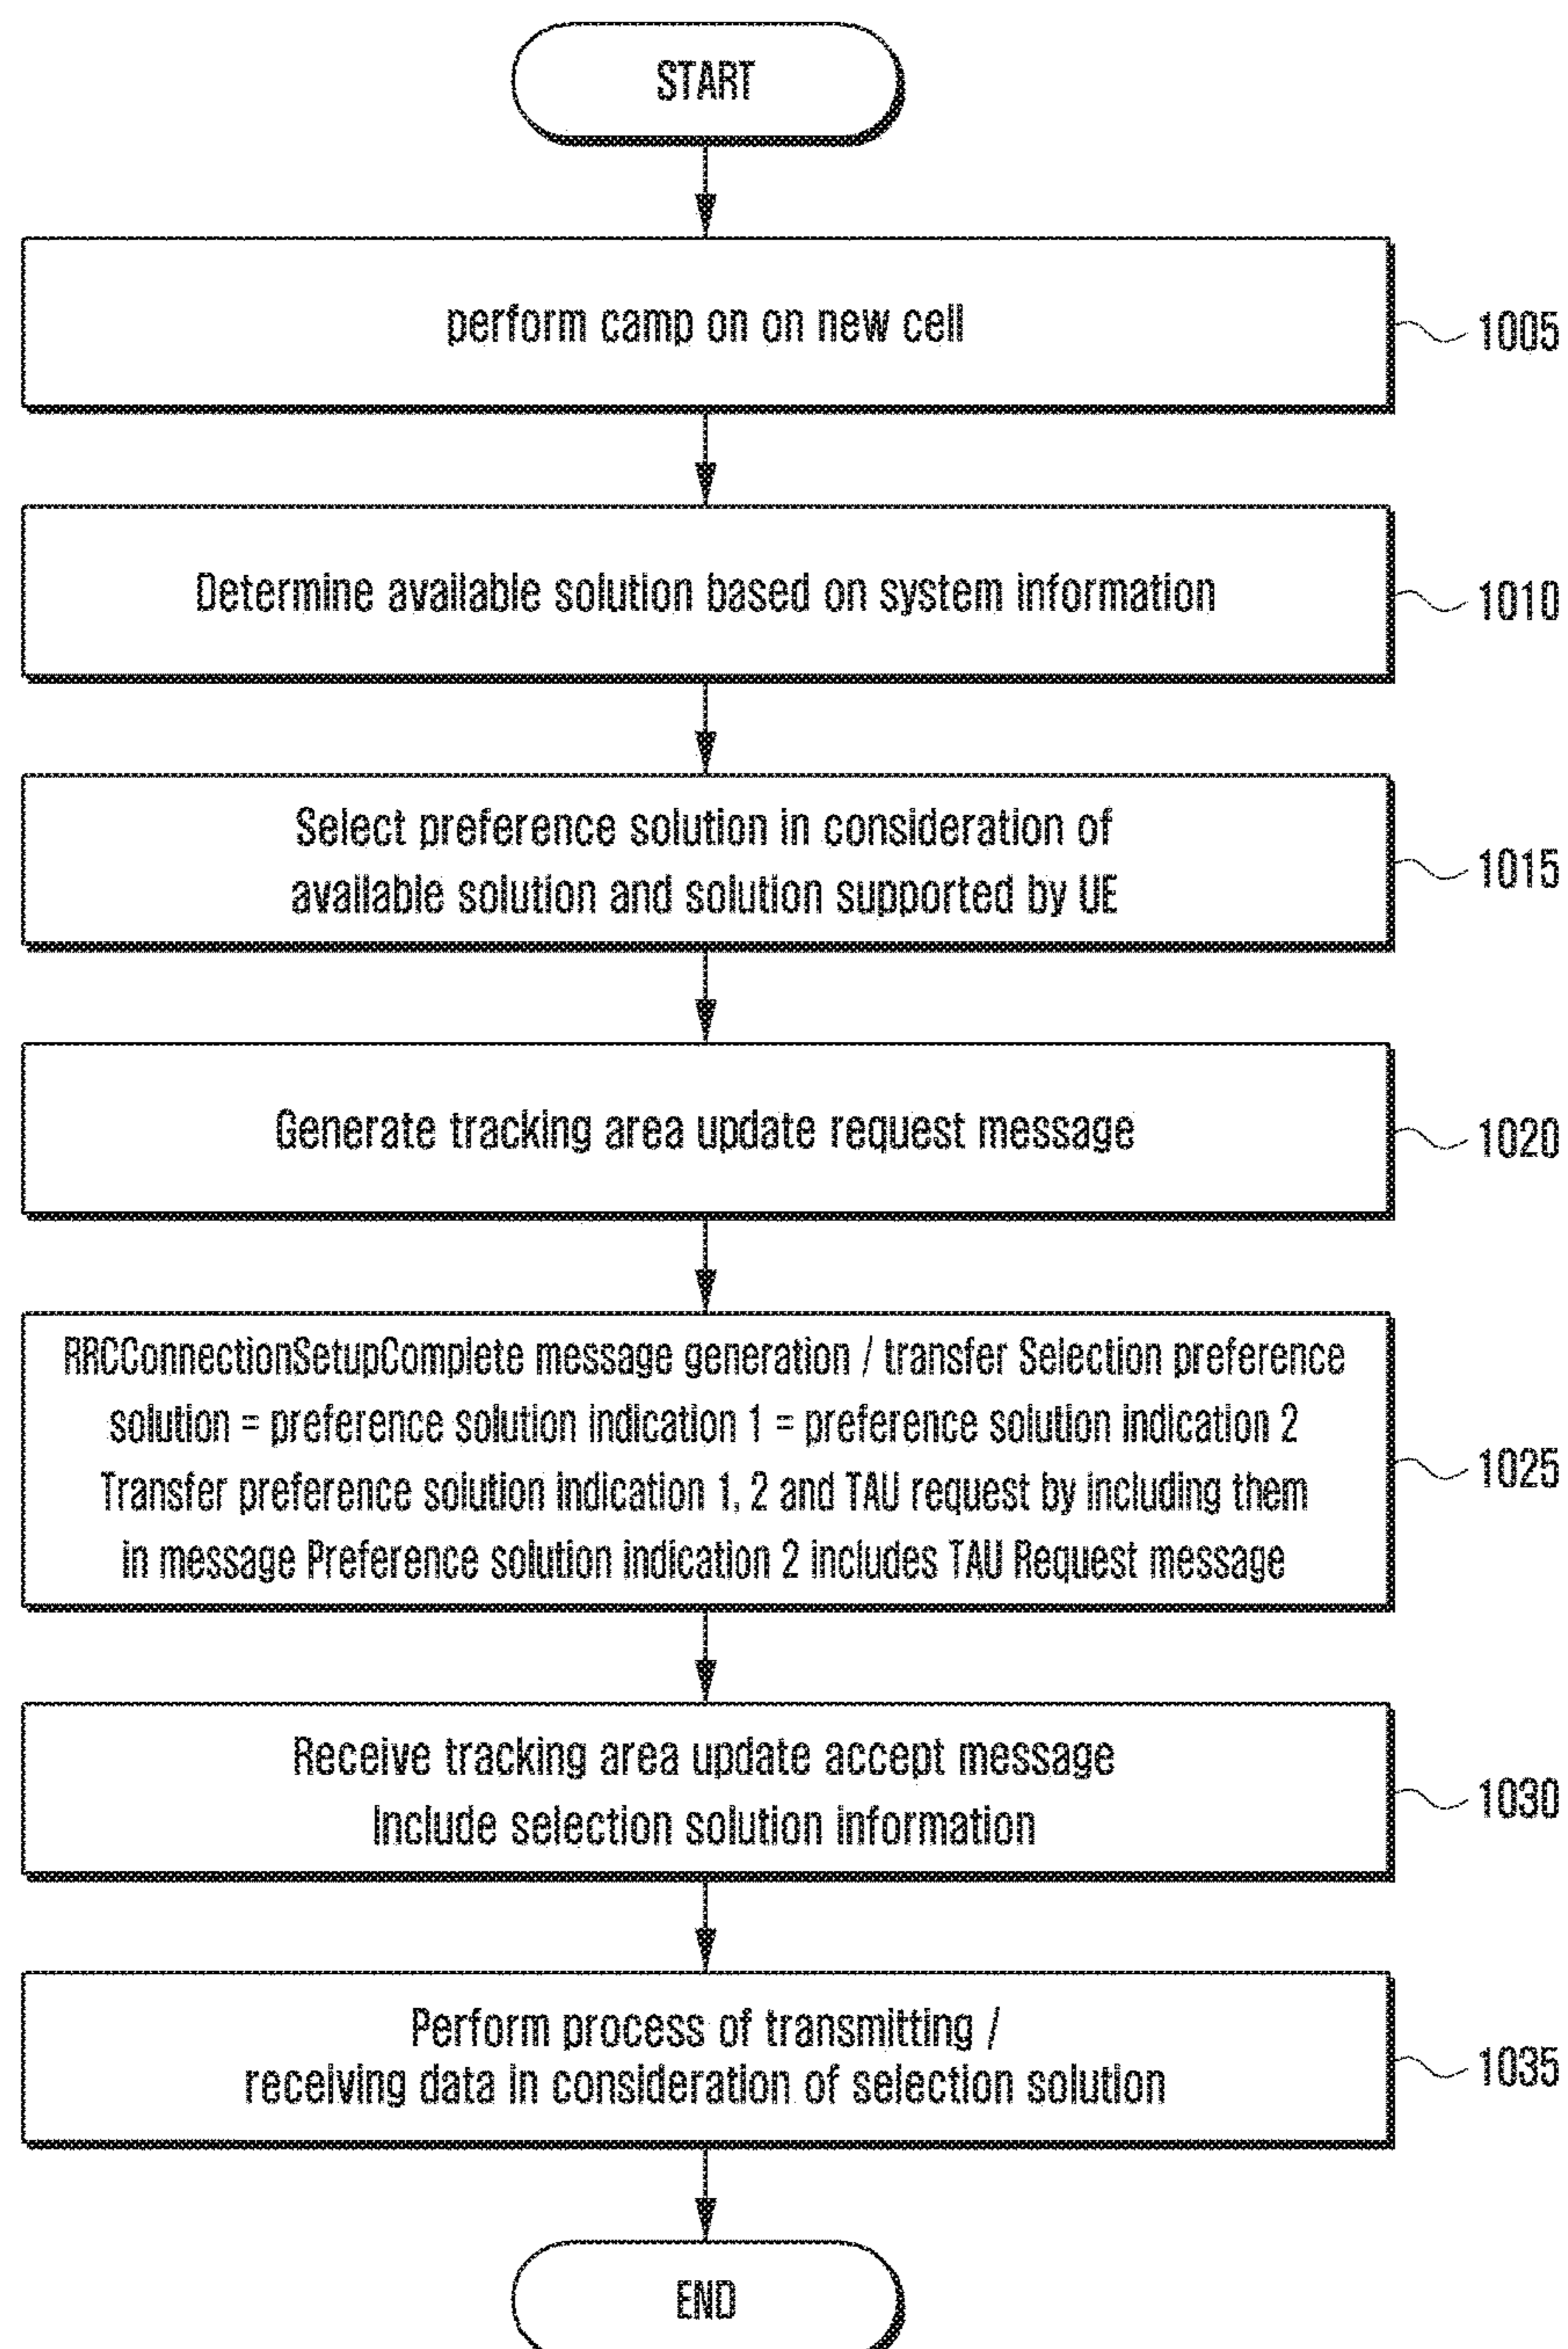 START
perform camp on on new cell
1005
Determine available solution based on system information
1010
Select preference solution in consideration of
available solution and solution supported by UE
1015
Generate tracking area update request message
1020
RRCConnectionSetupComplete message generation / transfer Selection preference
solution = preference solution indication 1 = preference solution indication 2
Transfer preference solution indication 1, 2 and TAU request by including them
in message Preference solution indication 2 includes TAU Request message
1025
Receive tracking area update accept message
Include selection solution information
1030
Perform process of transmitting /
receiving data in consideration of selection solution
1035
END